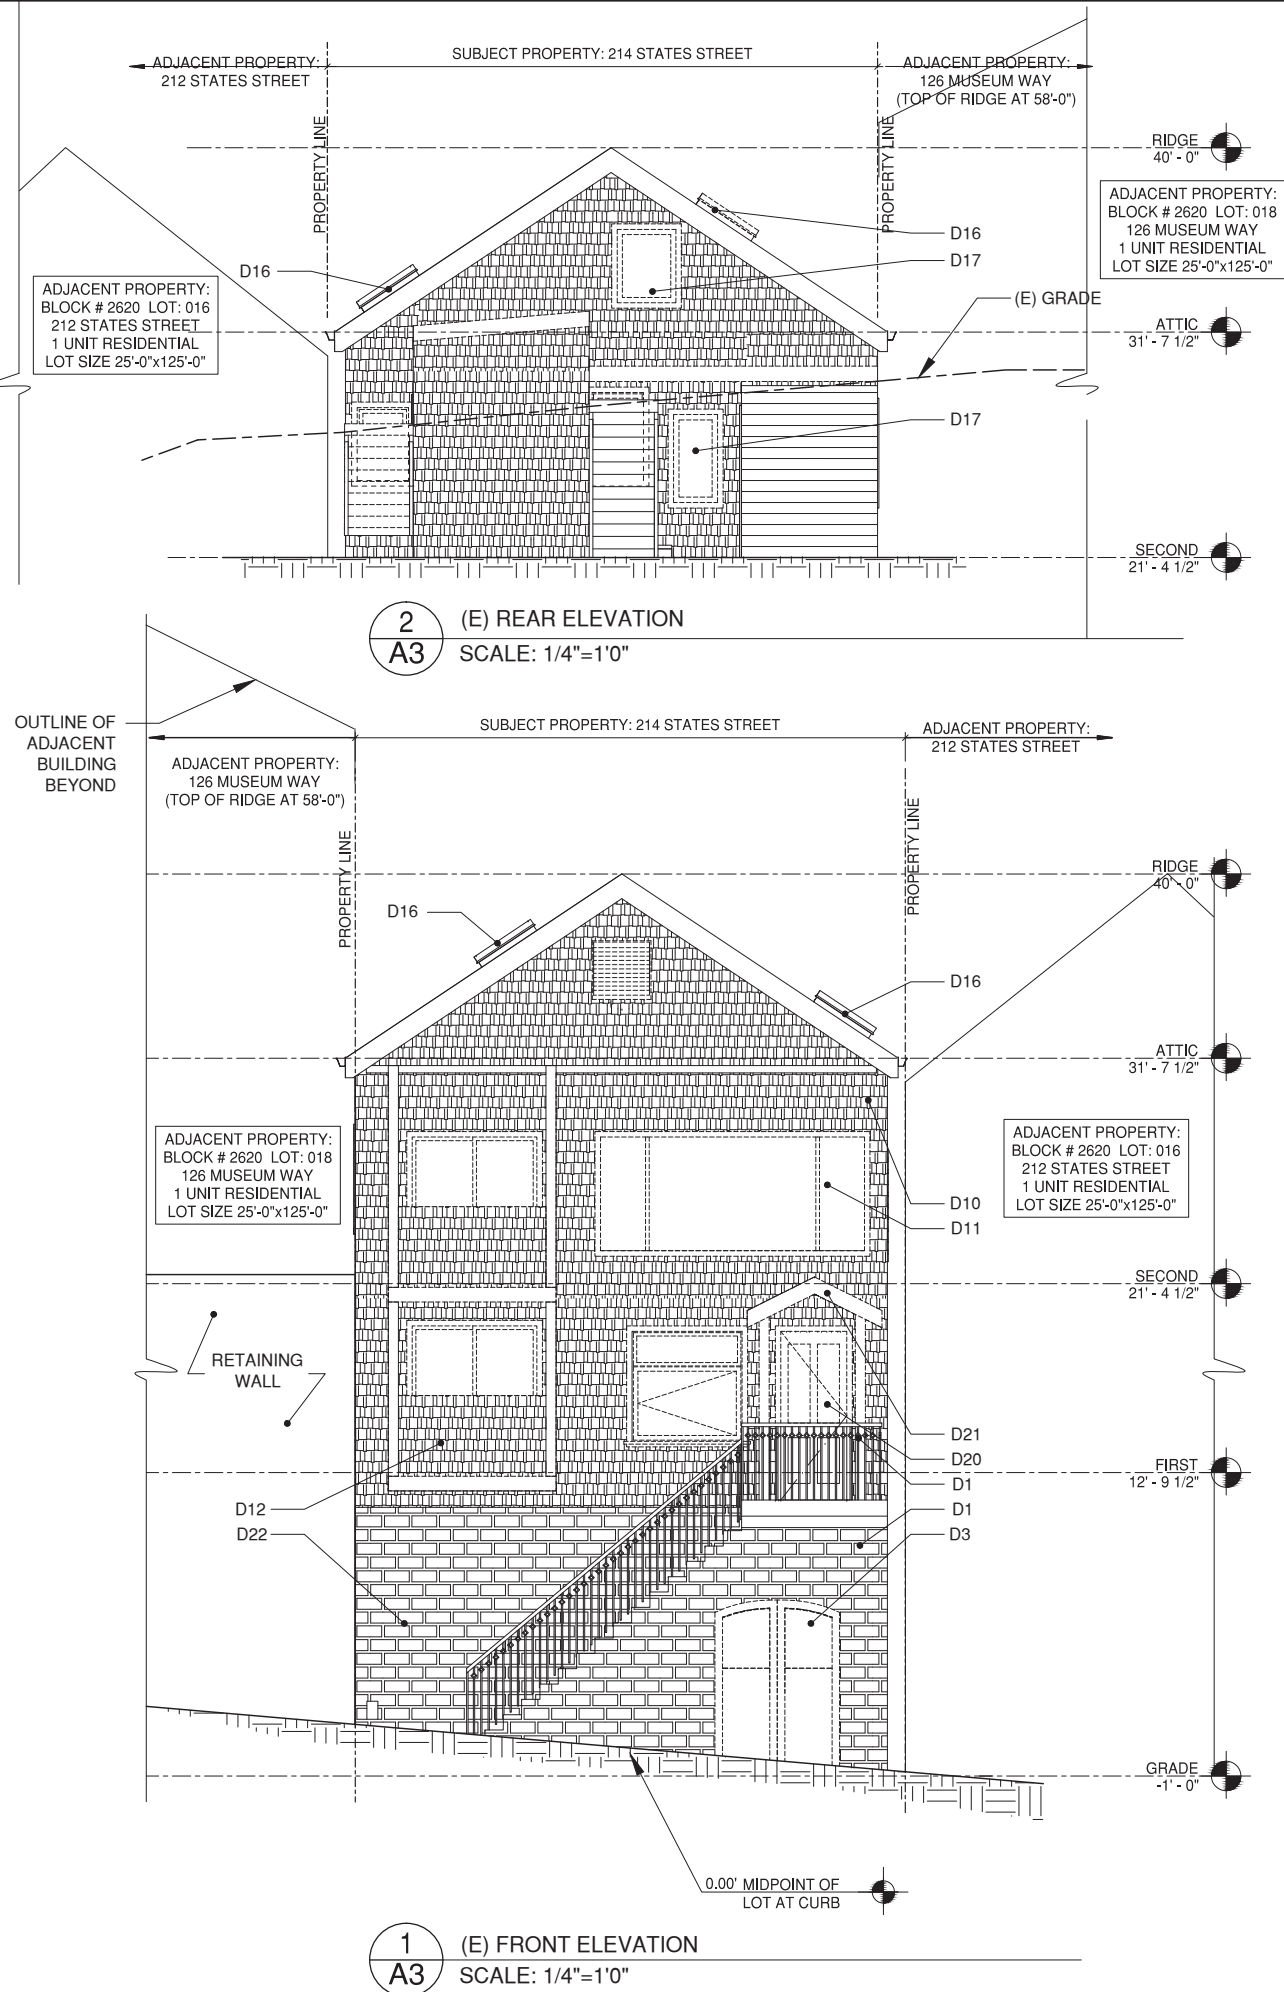 SUBJECT PROPERTY: 214 STATES STREET
ADJACENT PROPERTY:
212 STATES STREET
ADJACENT PROPERTY:
126 MUSEUM WAY
(TOP OF RIDGE AT 58'-0")
PROPERTY LINE
PROPERTY LINE
RIDGE
40' - 0"
ADJACENT PROPERTY:
BLOCK # 2620 LOT: 018
126 MUSEUM WAY
1 UNIT RESIDENTIAL
LOT SIZE 25'-0"x125'-0"
D16
D17
D16
ADJACENT PROPERTY:
BLOCK # 2620 LOT: 016
212 STATES STREET
1 UNIT RESIDENTIAL
LOT SIZE 25'-0"x125'-0"
(E) GRADE
ATTIC
31' - 7 1/2"
D17
SECOND
21' - 4 1/2"
2
A3
(E) REAR ELEVATION
SCALE: 1/4"=1'0"
OUTLINE OF
ADJACENT
BUILDING
BEYOND
SUBJECT PROPERTY: 214 STATES STREET
ADJACENT PROPERTY:
212 STATES STREET
ADJACENT PROPERTY:
126 MUSEUM WAY
(TOP OF RIDGE AT 58'-0")
PROPERTY LINE
PROPERTY LINE
RIDGE
40' - 0"
D16
D16
ATTIC
31' - 7 1/2"
ADJACENT PROPERTY:
BLOCK # 2620 LOT: 018
126 MUSEUM WAY
1 UNIT RESIDENTIAL
LOT SIZE 25'-0"x125'-0"
ADJACENT PROPERTY:
BLOCK # 2620 LOT: 016
212 STATES STREET
1 UNIT RESIDENTIAL
LOT SIZE 25'-0"x125'-0"
D10
D11
SECOND
21' - 4 1/2"
RETAINING
WALL
D21
D20
D1
FIRST
12' - 9 1/2"
D12
D22
D1
D3
GRADE
-1' - 0"
0.00' MIDPOINT OF
LOT AT CURB
1
A3
(E) FRONT ELEVATION
SCALE: 1/4"=1'0"